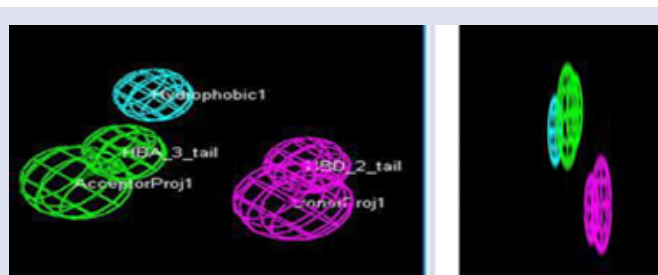 Hydrophobic1
HBA_3_tail
AcceptorProj1
HBD_2_tail
DonorProj1